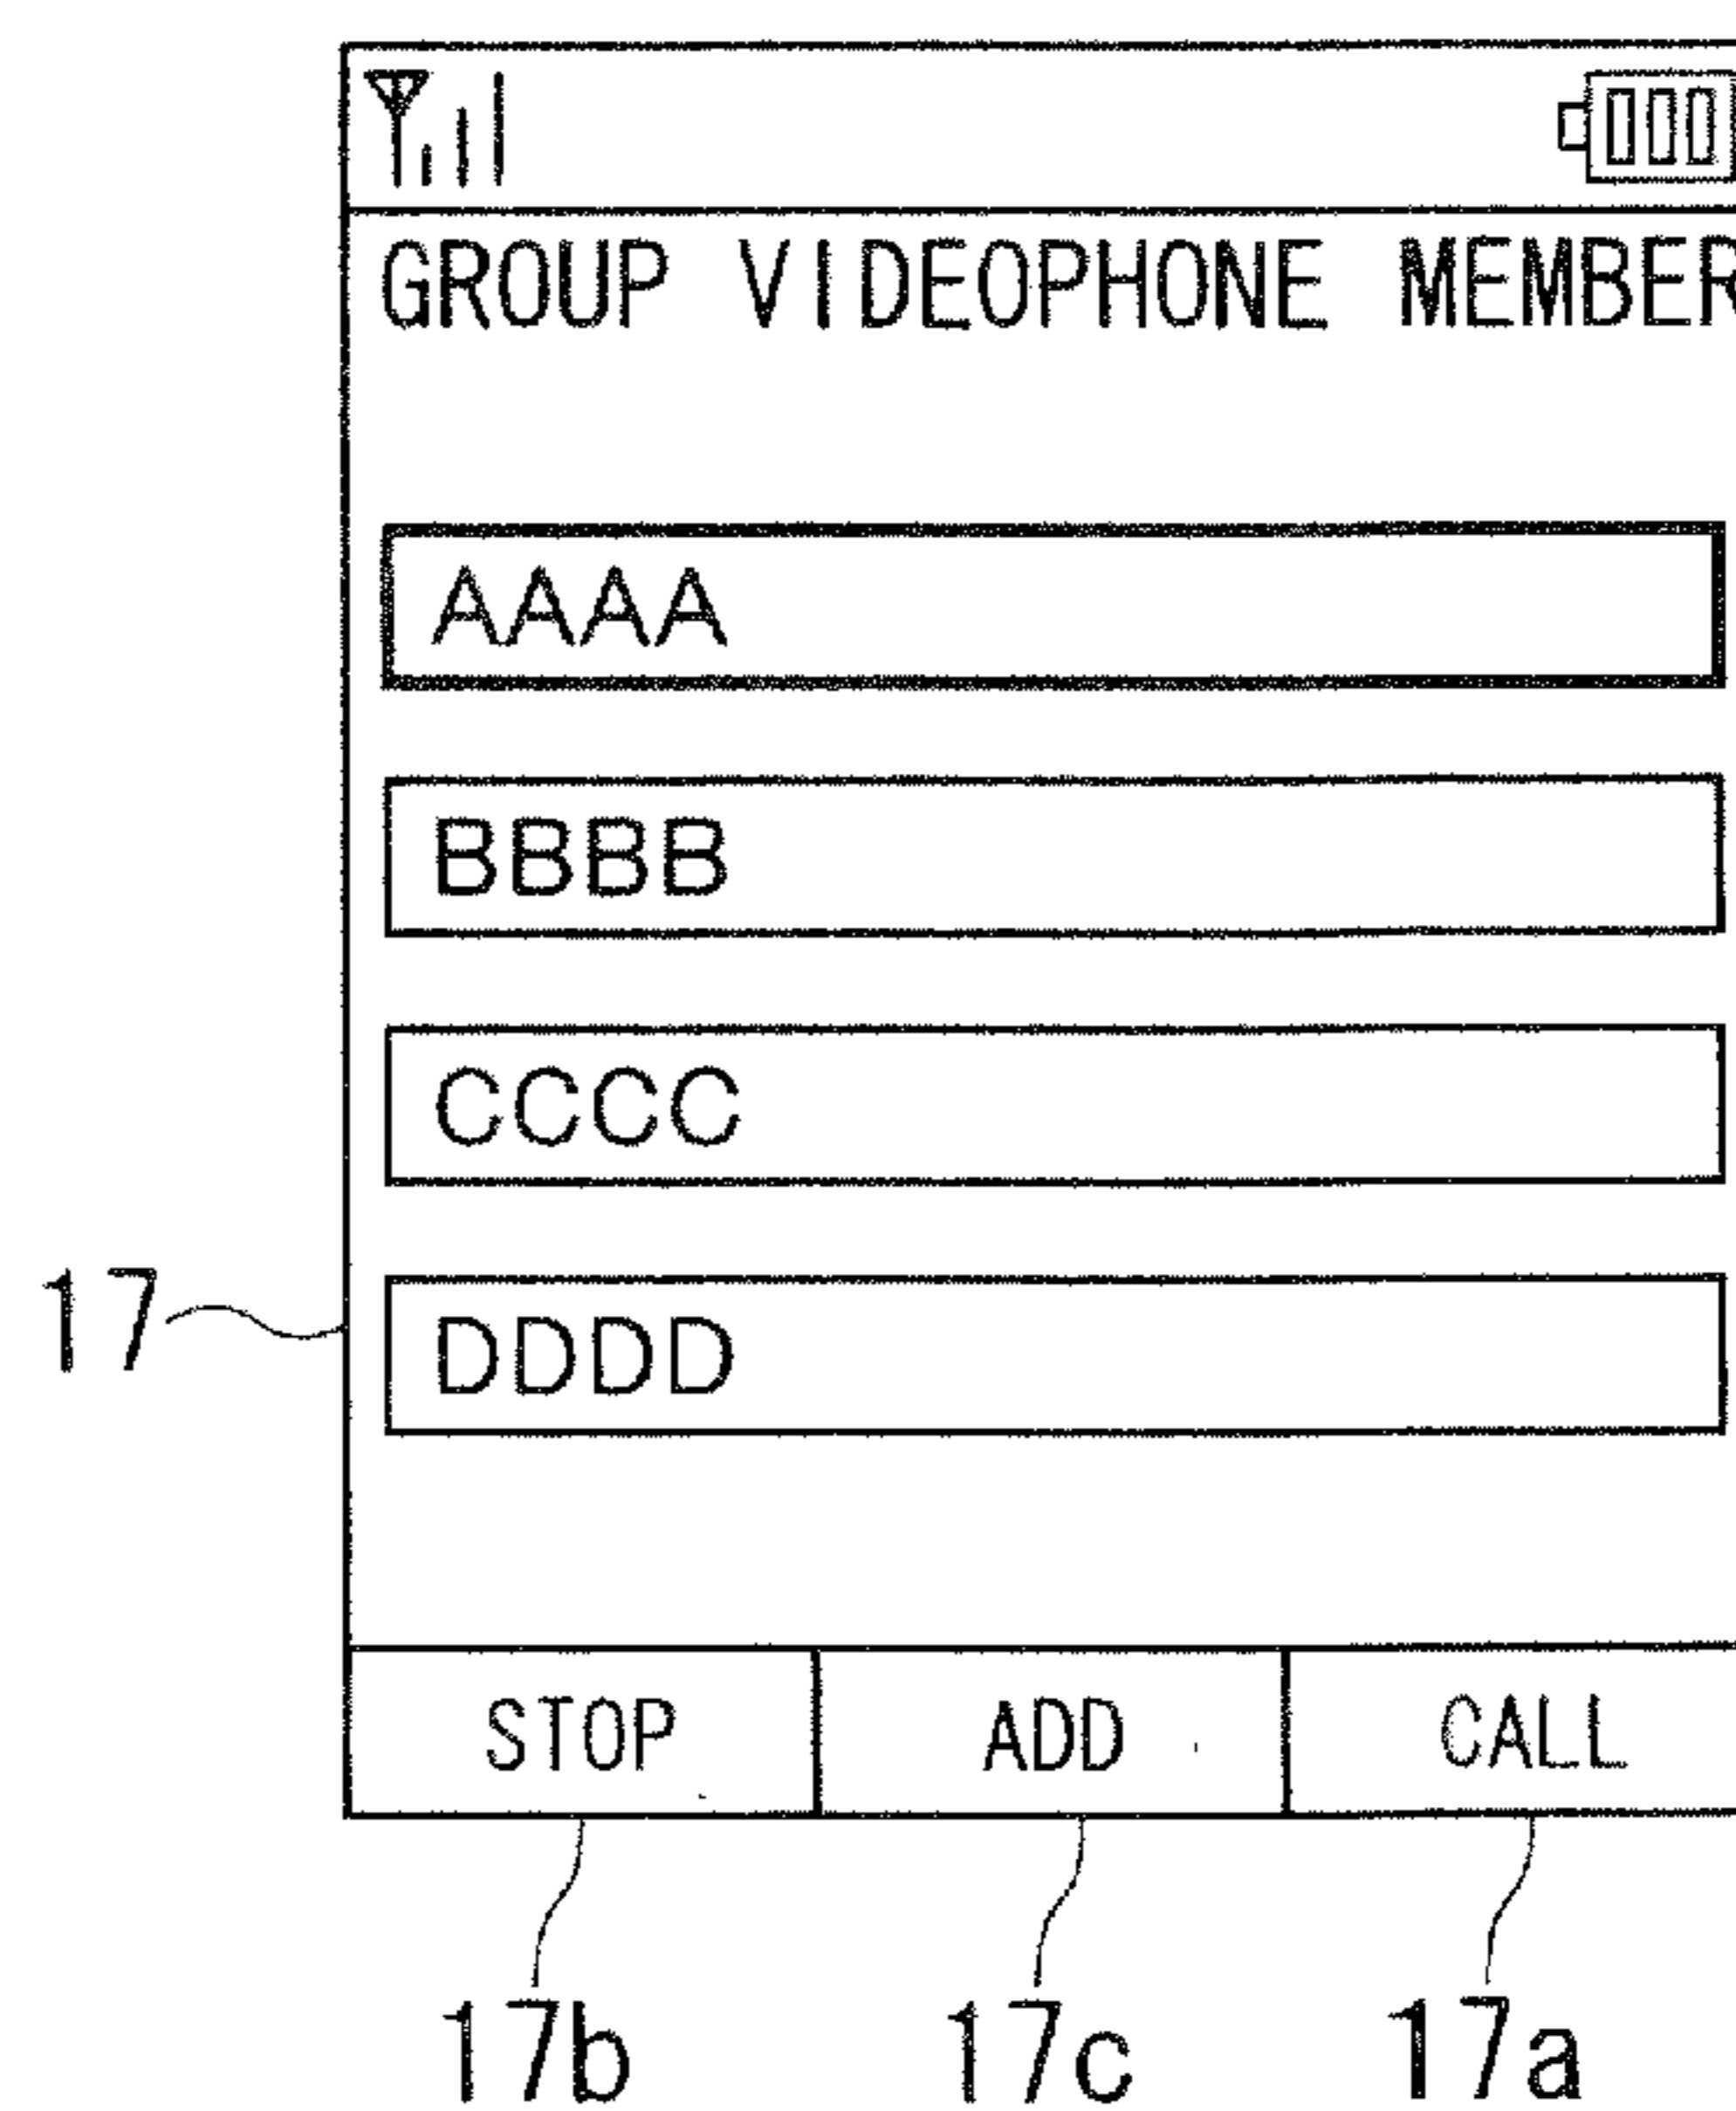 GROUP VIDEOPHONE MEMBER
AAAA
BBBB
CCCC
17
DDDD
STOP ADD CALL
17b 17c 17a